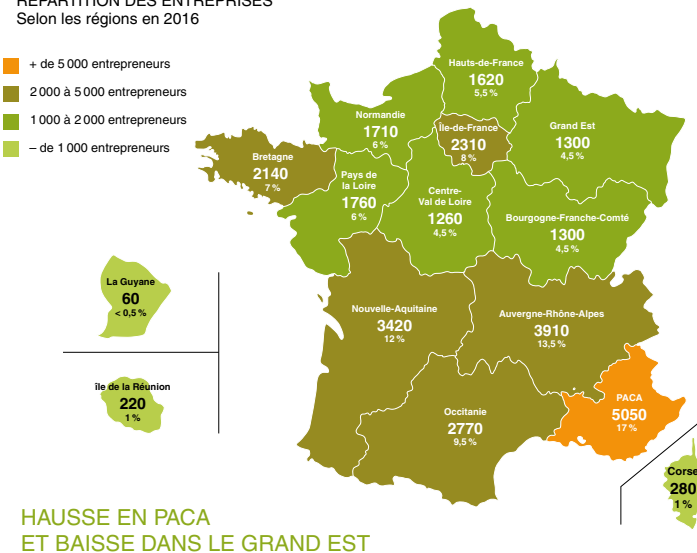 RÉPARTITION DES ENTREPRISES
Selon les régions en 2016
+ de 5 000 entrepreneurs
2 000 à 5 000 entrepreneurs
1 000 à 2 000 entrepreneurs
– de 1 000 entrepreneurs
Hauts-de-France
1620
5,5 %
Normandie
1710
6 %
Île-de-France
2310
8 %
Grand Est
1300
4,5 %
Bretagne
2140
7 %
Pays de
la Loire
1760
6 %
Centre-
Val de Loire
1260
4,5 %
Bourgogne-Franche-Comté
1300
4,5 %
La Guyane
60
< 0,5 %
Nouvelle-Aquitaine
3420
12 %
Auvergne-Rhône-Alpes
3910
13,5 %
île de la Réunion
220
1 %
Occitanie
2770
9,5 %
PACA
5050
17 %
Corse
280
1 %
HAUSSE EN PACA
ET BAISSE DANS LE GRAND EST